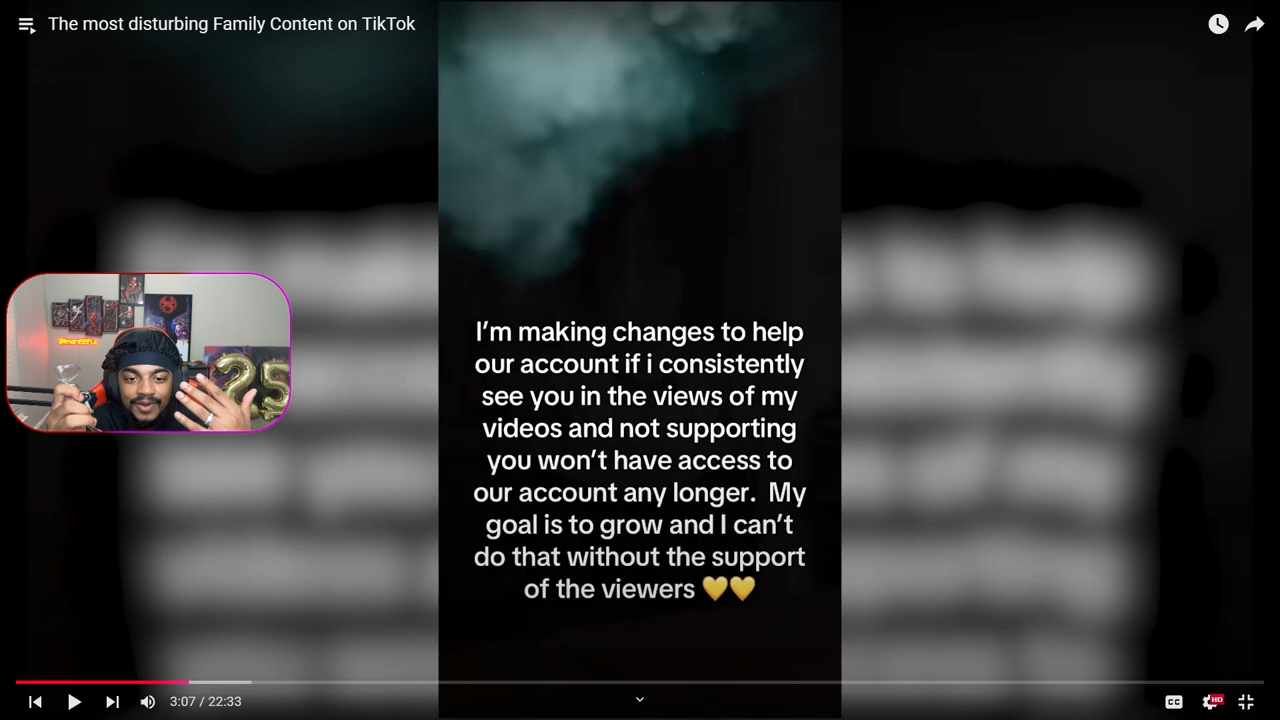 The most disturbing Family Content on TikTok
I'm making changes to help
our account if i consistently
see you in the views of my
videos and not supporting
you won't have access to
our account any longer.  My
goal is to grow and I can't
do that without the support
of the viewers 💛💛
25
3:07 / 22:33
CC
HD